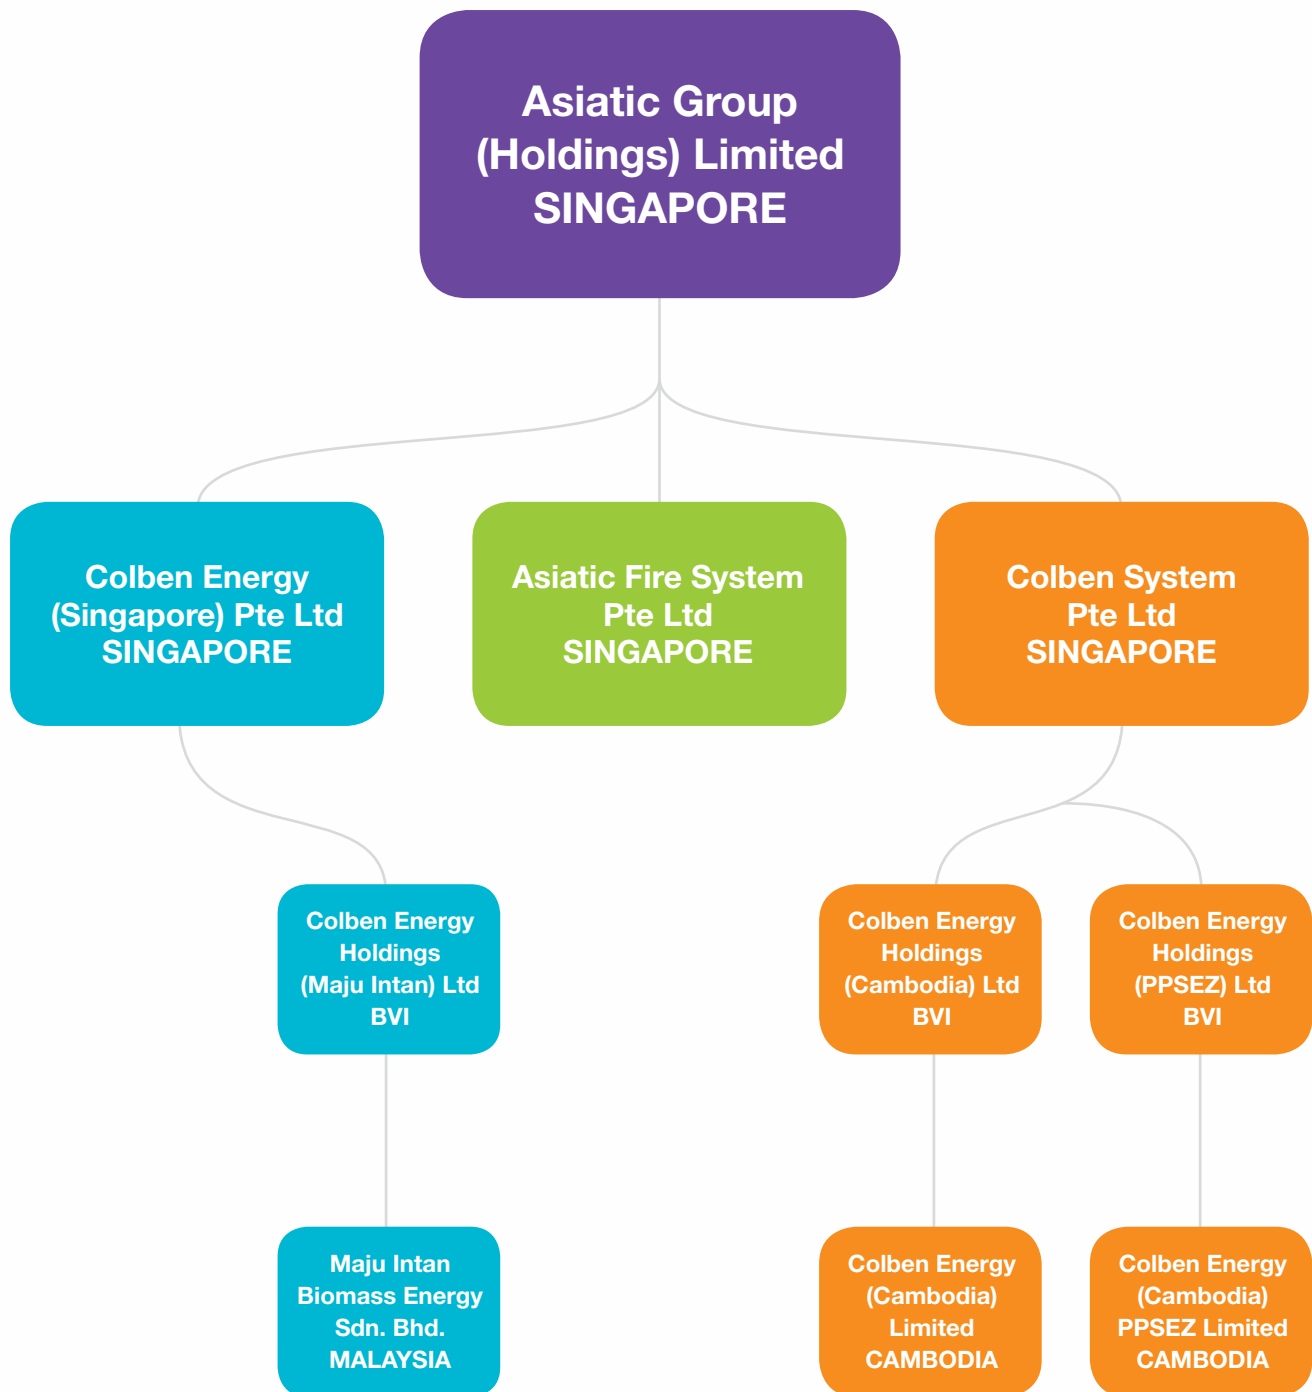 Asiatic Group
(Holdings) Limited
SINGAPORE
Colben Energy
(Singapore) Pte Ltd
SINGAPORE
Asiatic Fire System
Pte Ltd
SINGAPORE
Colben System
Pte Ltd
SINGAPORE
Colben Energy
Holdings
(Maju Intan) Ltd
BVI
Colben Energy
Holdings
(Cambodia) Ltd
BVI
Colben Energy
Holdings
(PPSEZ) Ltd
BVI
Maju Intan
Biomass Energy
Sdn. Bhd.
MALAYSIA
Colben Energy
(Cambodia)
Limited
CAMBODIA
Colben Energy
(Cambodia)
PPSEZ Limited
CAMBODIA